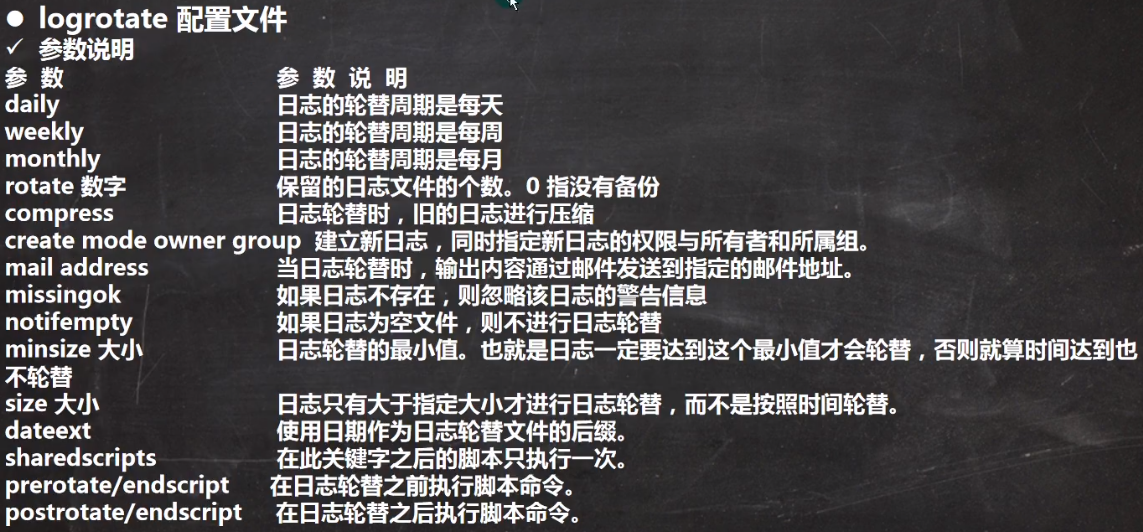 ● logrotate 配置文件
✓ 参数说明
参 数 参 数 说 明
daily 日志的轮替周期是每天
weekly 日志的轮替周期是每周
monthly 日志的轮替周期是每月
rotate 数字 保留的日志文件的个数。0 指没有备份
compress 日志轮替时，旧的日志进行压缩
create mode owner group 建立新日志，同时指定新日志的权限与所有者和所属组。
mail address 当日志轮替时，输出内容通过邮件发送到指定的邮件地址。
missingok 如果日志不存在，则忽略该日志的警告信息
notifempty 如果日志为空文件，则不进行日志轮替
minsize 大小 日志轮替的最小值。也就是日志一定要达到这个最小值才会轮替，否则就算时间达到也
不轮替
size 大小 日志只有大于指定大小才进行日志轮替，而不是按照时间轮替。
dateext 使用日期作为日志轮替文件的后缀。
sharedscripts 在此关键字之后的脚本只执行一次。
prerotate/endscript 在日志轮替之前执行脚本命令。
postrotate/endscript 在日志轮替之后执行脚本命令。